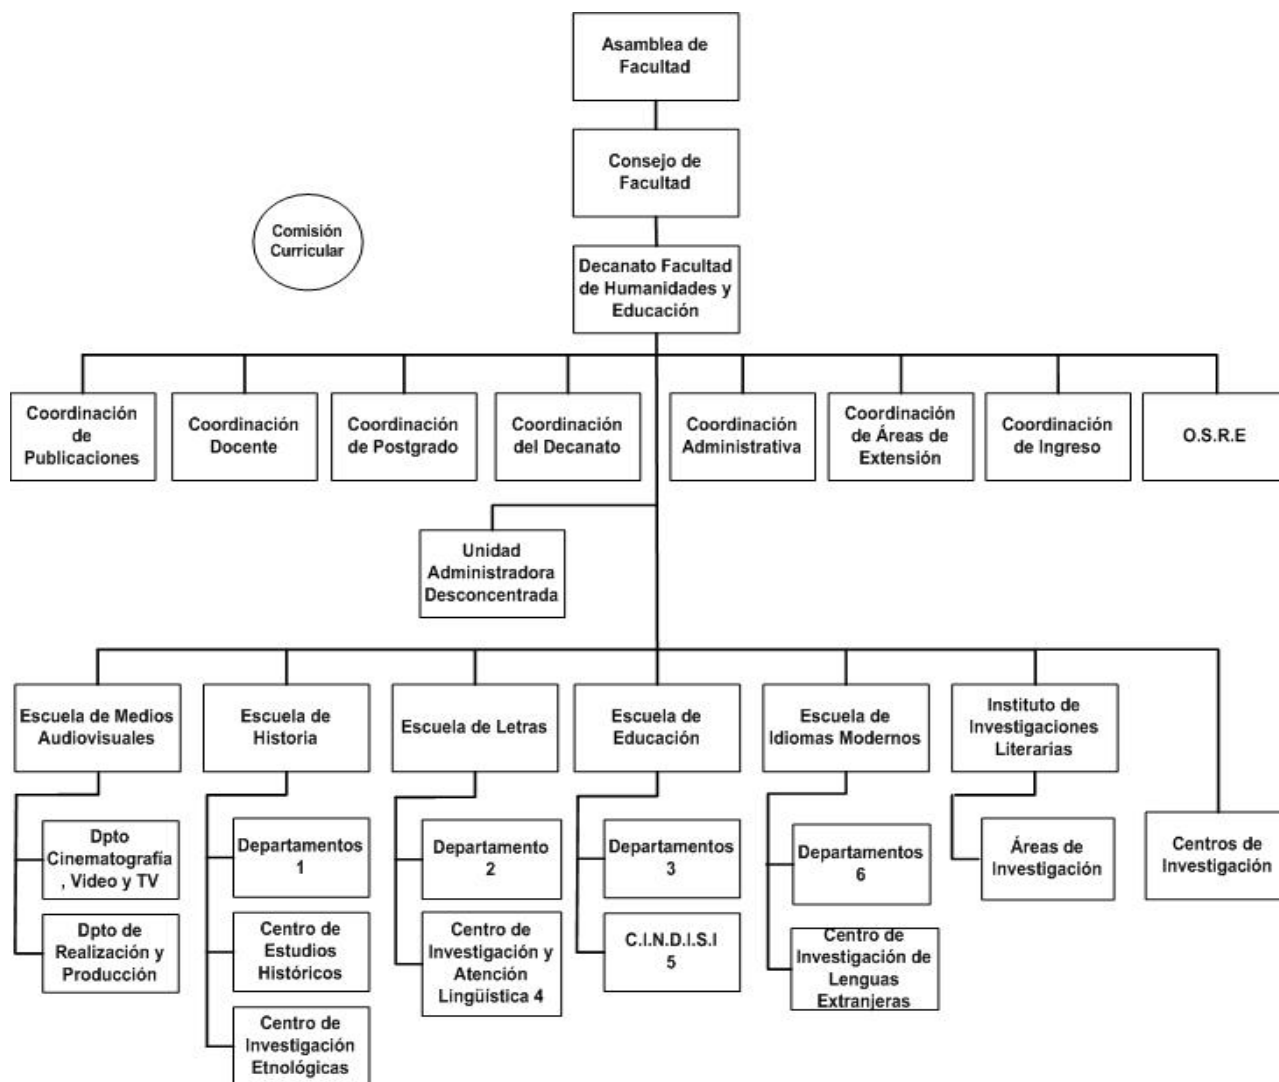 Asamblea de
Facultad
Consejo de
Facultad
Comisión
Curricular
Decanato Facultad
de Humanidades y
Educación
Coordinación
de
Publicaciones
Coordinación
Docente
Coordinación
de Postgrado
Coordinación
del Decanato
Coordinación
Administrativa
Coordinación
de Áreas de
Extensión
Coordinación
de Ingreso
O.S.R.E
Unidad
Administradora
Desconcentrada
Escuela de Medios
Audiovisuales
Escuela de
Historia
Escuela de Letras
Escuela de
Educación
Escuela de
Idiomas Modernos
Instituto de
Investigaciones
Literarias
Dpto
Cinematografía
, Video y TV
Departamentos
1
Departamento
2
Departamentos
3
Departamentos
6
Áreas de
Investigación
Centros de
Investigación
Dpto de
Realización y
Producción
Centro de
Estudios
Históricos
Centro de
Investigación y
Atención
Lingüística 4
C.I.N.D.I.S.I
5
Centro de
Investigación de
Lenguas
Extranjeras
Centro de
Investigación
Etnológicas